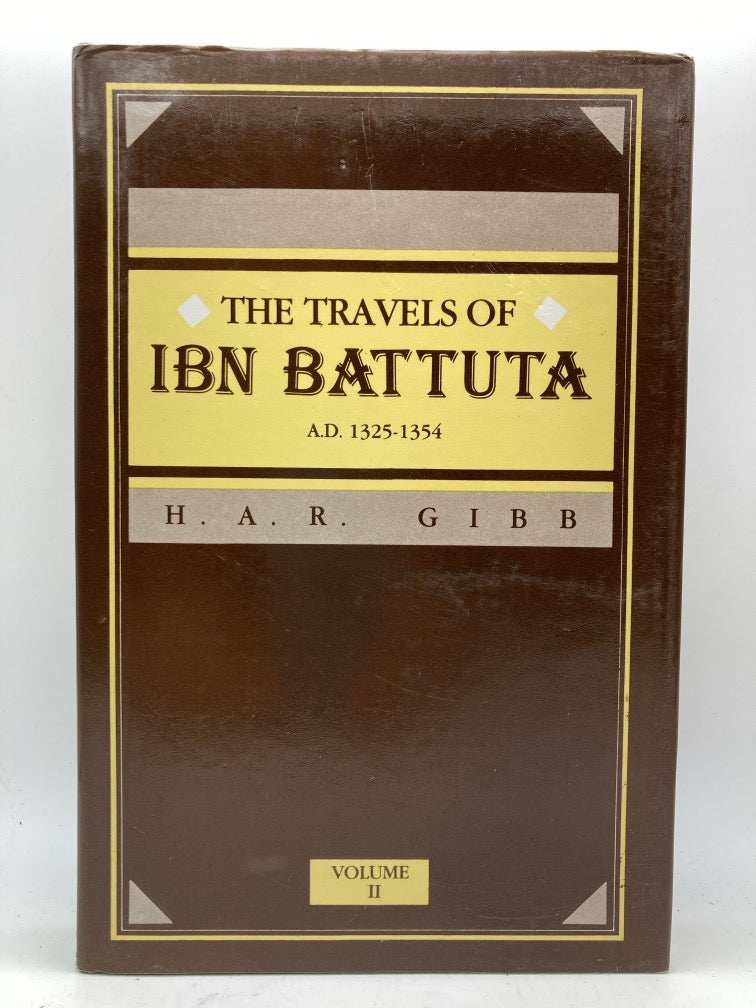 THE TRAVELS OF
IBN BATTUTA
A.D. 1325-1354
H. A. R. GIBB
VOLUME
II